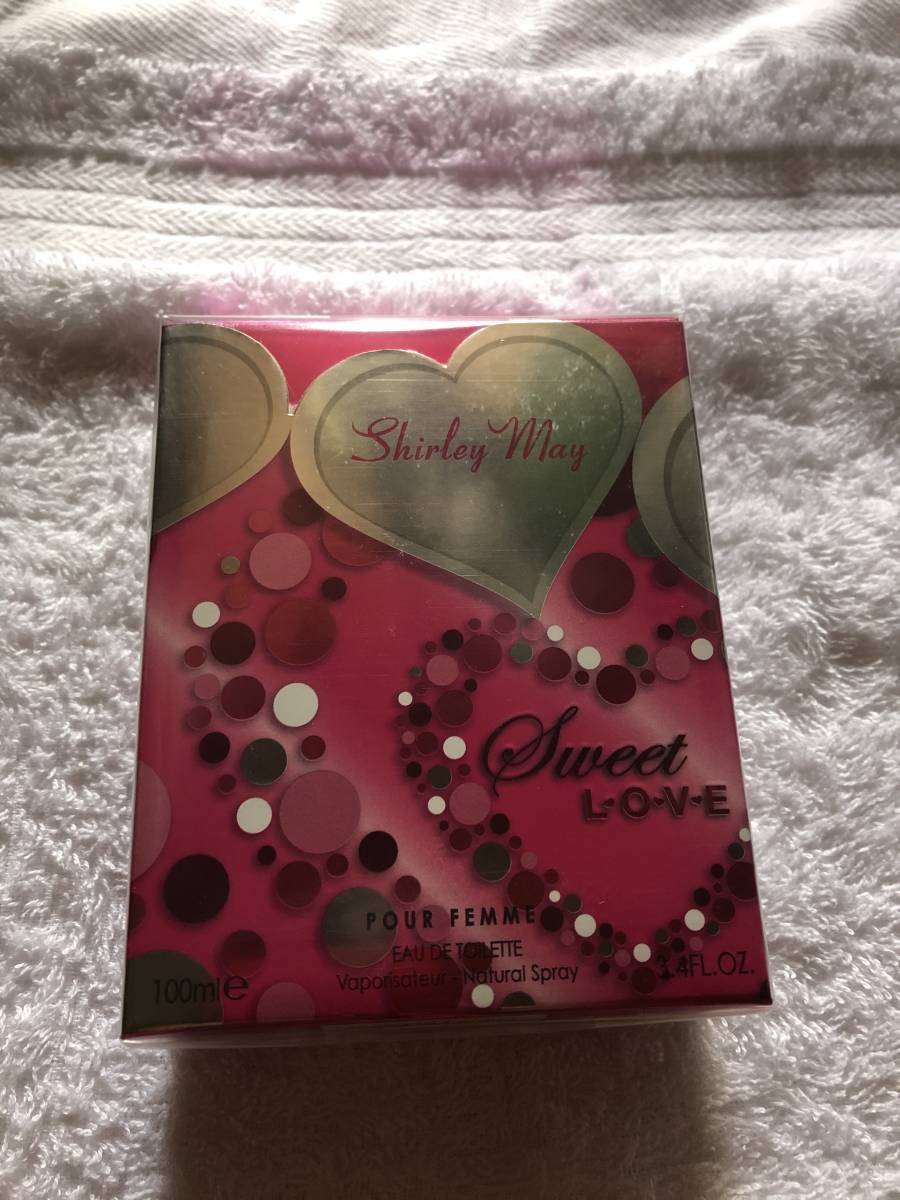 Shirley May
Sweet
L·O·V·E
POUR FEMME
EAU DE TOILETTE
Vaporisateur - Natural Spray
100ml e
3.4FL.OZ.